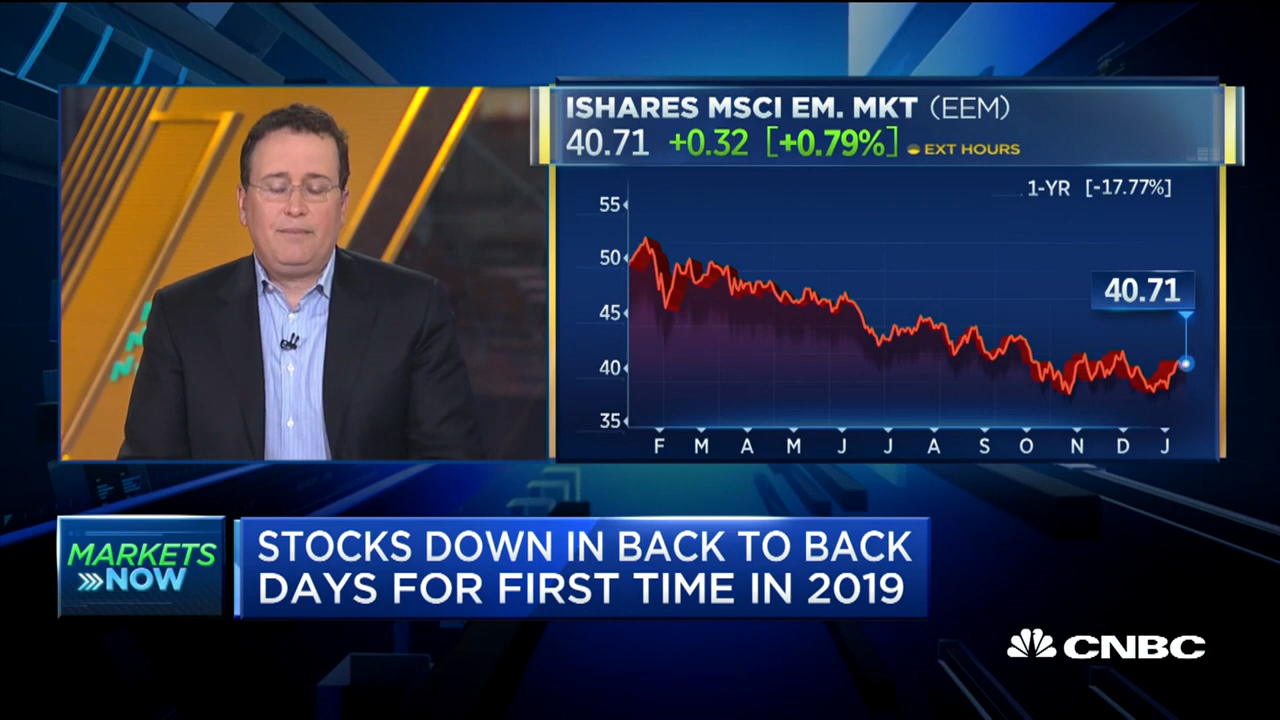 ISHARES MSCI EM. MKT (EEM)
40.71 +0.32 [+0.79%] EXT HOURS
1-YR [-17.77%]
55
50
45
40
35
40.71
F M A M J J A S O N D J
MARKETS
NOW
STOCKS DOWN IN BACK TO BACK
DAYS FOR FIRST TIME IN 2019
CNBC